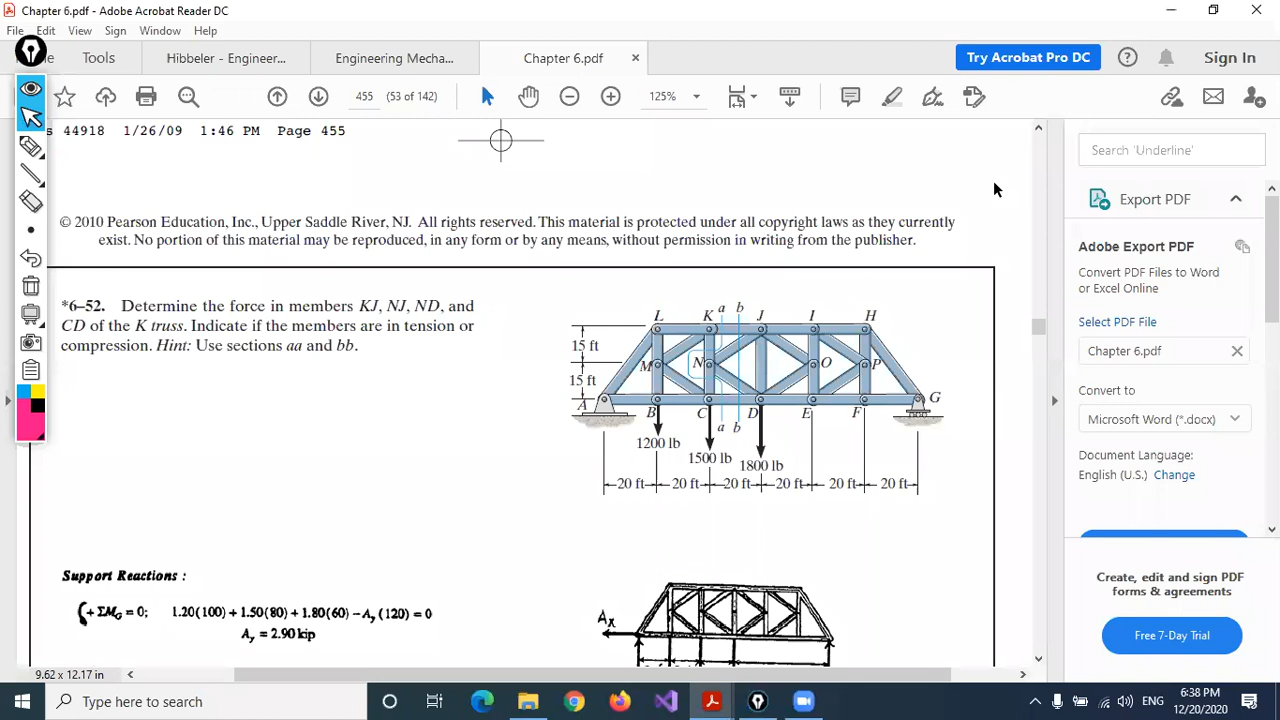 Chapter 6.pdf - Adobe Acrobat Reader DC
File Edit View Sign Window Help
Tools Hibbeler - Engineer... Engineering Mecha... Chapter 6.pdf Try Acrobat Pro DC Sign In
455 (53 of 142) 125%
s 44918 1/26/09 1:46 PM Page 455
© 2010 Pearson Education, Inc., Upper Saddle River, NJ. All rights reserved. This material is protected under all copyright laws as they currently
exist. No portion of this material may be reproduced, in any form or by any means, without permission in writing from the publisher.
*6–52. Determine the force in members KJ, NJ, ND, and
CD of the K truss. Indicate if the members are in tension or
compression. Hint: Use sections aa and bb.
L K a b J I H
15 ft
M N O P
15 ft
A B C a D b E F G
1200 lb
1500 lb
1800 lb
20 ft 20 ft 20 ft 20 ft 20 ft 20 ft
Support Reactions :
+ ΣMG = 0; 1.20(100) + 1.50(80) + 1.80(60) − Ay (120) = 0
Ay = 2.90 kip
Ax
Search 'Underline'
Export PDF
Adobe Export PDF
Convert PDF Files to Word
or Excel Online
Select PDF File
Chapter 6.pdf
Convert to
Microsoft Word (*.docx)
Document Language:
English (U.S.) Change
Create, edit and sign PDF
forms & agreements
Free 7-Day Trial
9.62 x 12.17 in
Type here to search
ENG
6:38 PM
12/20/2020